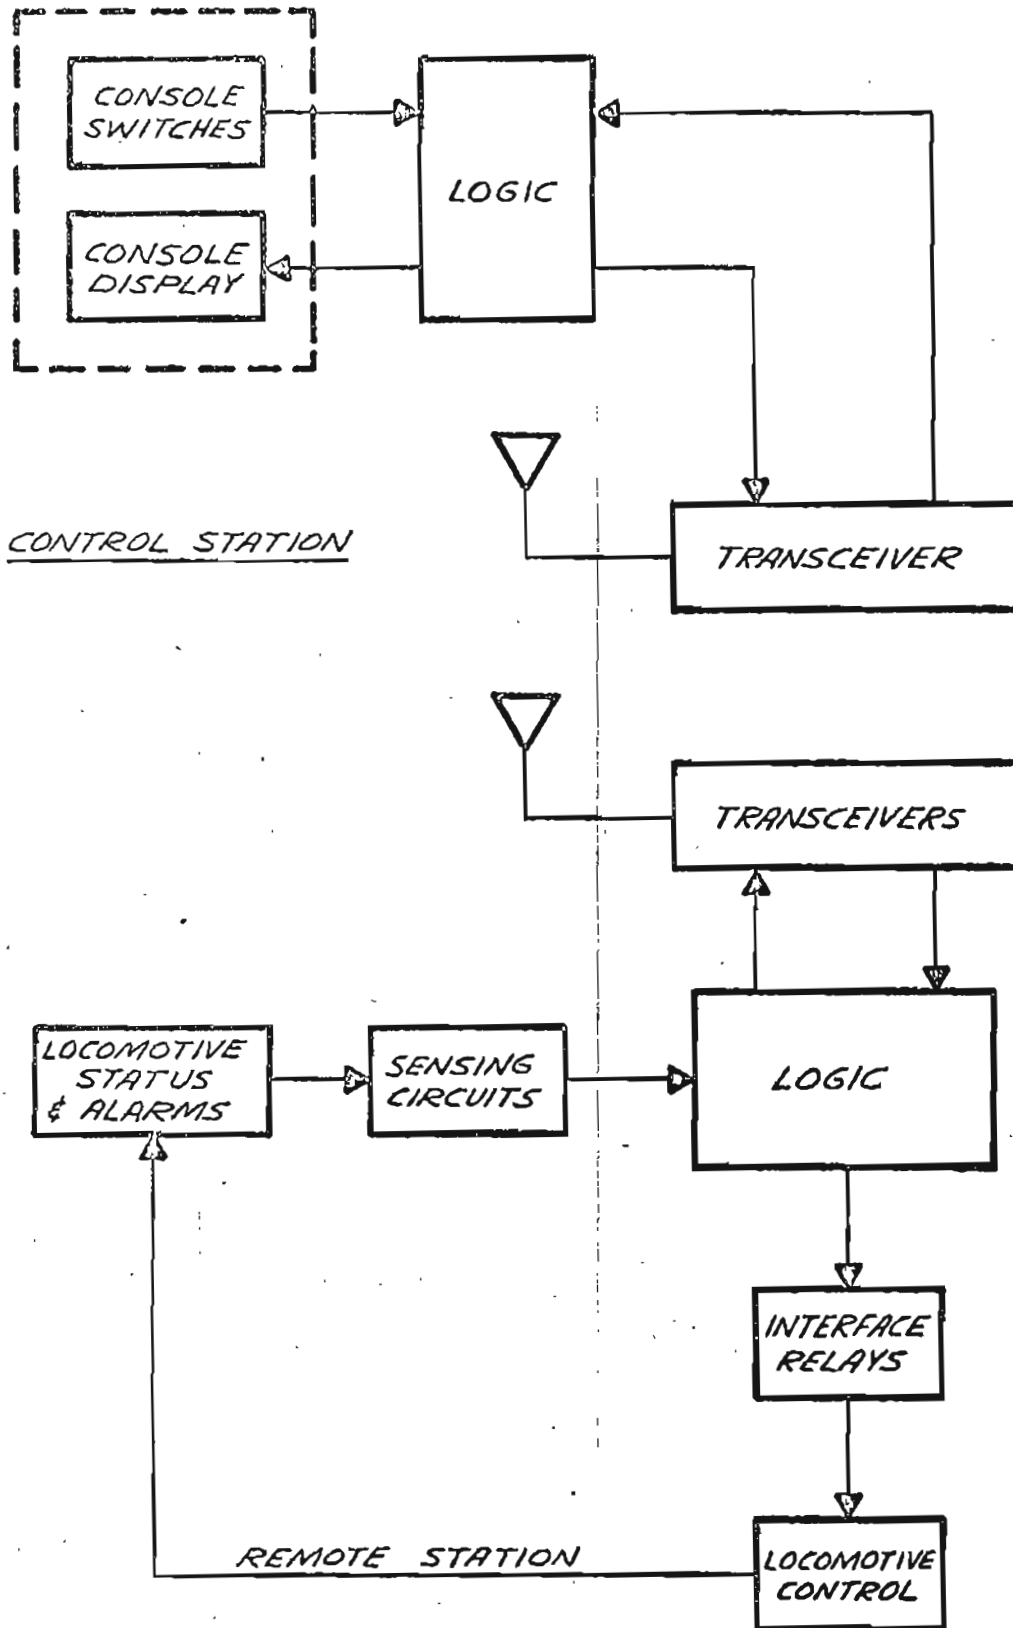 CONSOLE
SWITCHES
LOGIC
CONSOLE
DISPLAY
CONTROL STATION
TRANSCEIVER
TRANSCEIVERS
LOCOMOTIVE
STATUS
& ALARMS
SENSING
CIRCUITS
LOGIC
INTERFACE
RELAYS
REMOTE STATION
LOCOMOTIVE
CONTROL